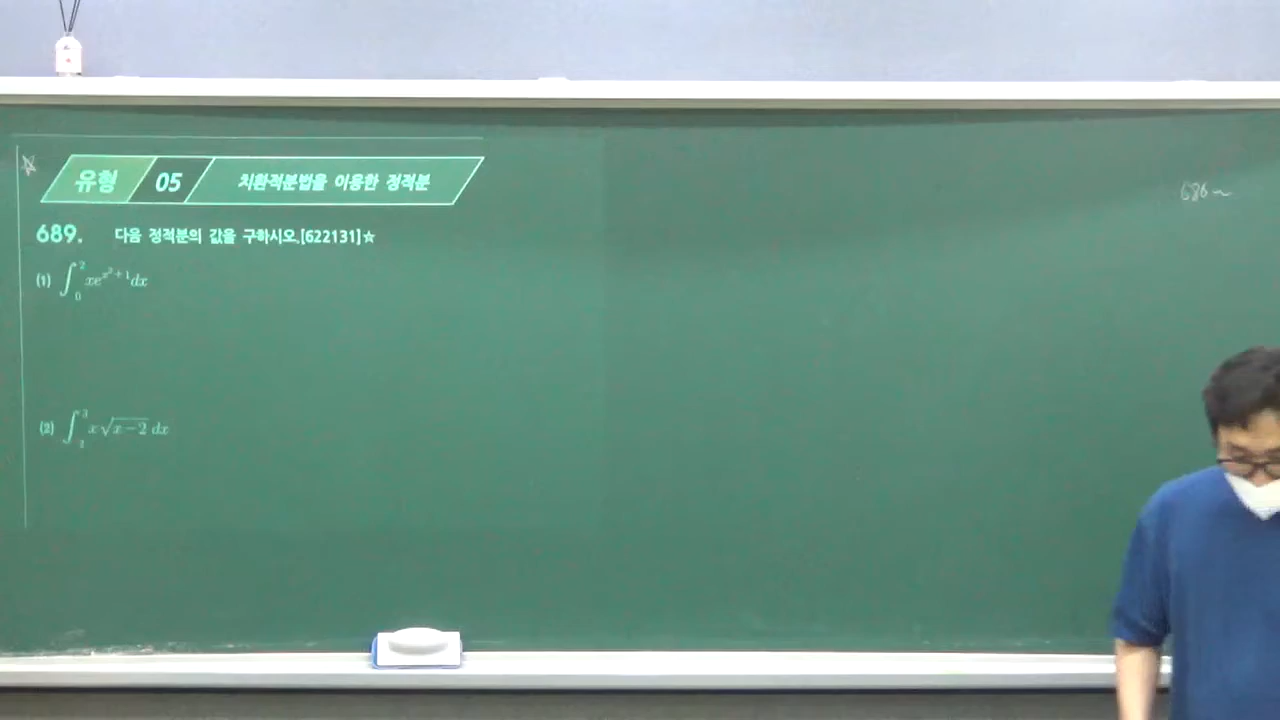 유형 05 치환적분법을 이용한 정적분
686~
689. 다음 정적분의 값을 구하시오.[622131]☆
(1) ∫₀² xe^{x²+1}dx
(2) ∫₂³ x√(x−2) dx